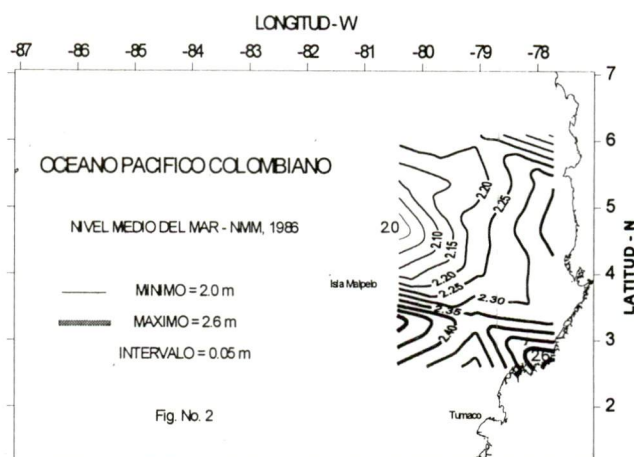 LONGITUD - W
-87 -86 -85 -84 -83 -82 -81 -80 -79 -78
7
6
5
4
3
2
LATITUD - N
OCEANO PACIFICO COLOMBIANO
NIVEL MEDIO DEL MAR - NMM, 1986
MINIMO = 2.0 m
MAXIMO = 2.6 m
INTERVALO = 0.05 m
Fig. No. 2
Isla Malpelo
Tumaco
2.0
2.10
2.15
2.20
2.25
2.20
2.25
2.30
2.35
2.40
2.6